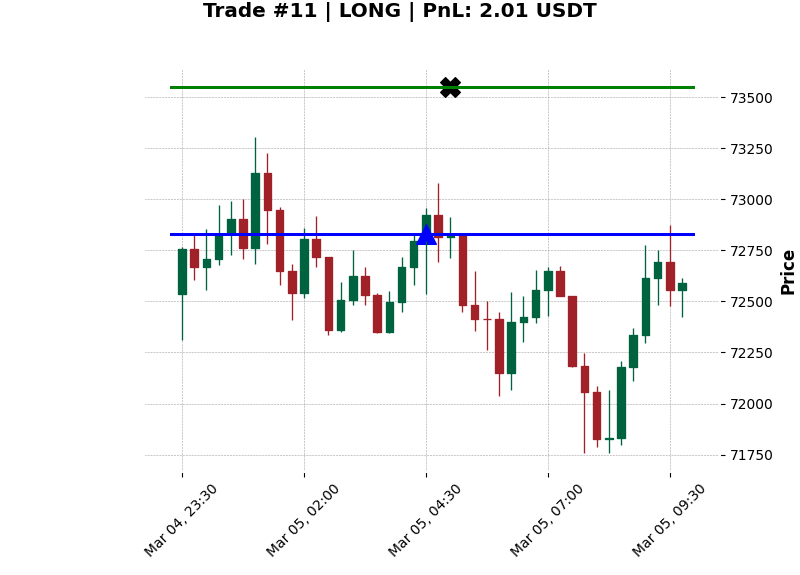 Trade #11 | LONG | PnL: 2.01 USDT
73500
73250
73000
72750
72500
72250
72000
71750
Price
Mar 04, 23:30
Mar 05, 02:00
Mar 05, 04:30
Mar 05, 07:00
Mar 05, 09:30